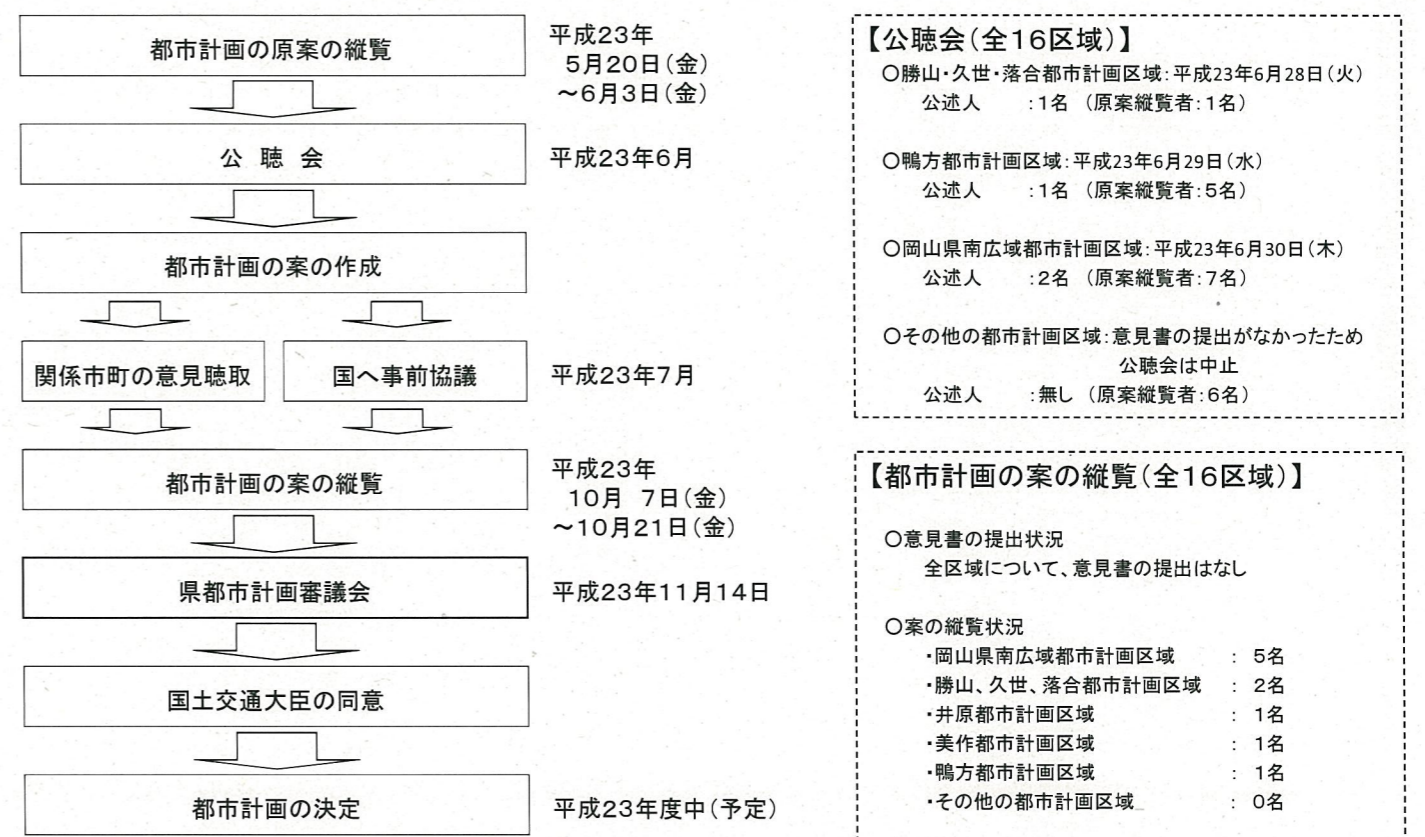 都市計画の原案の縦覧
平成23年
5月20日(金)
~6月3日(金)
公 聴 会
平成23年6月
都市計画の案の作成
関係市町の意見聴取
国へ事前協議
平成23年7月
都市計画の案の縦覧
平成23年
10月 7日(金)
~10月21日(金)
県都市計画審議会
平成23年11月14日
国土交通大臣の同意
都市計画の決定
平成23年度中(予定)
【公聴会(全16区域)】
○勝山・久世・落合都市計画区域:平成23年6月28日(火)
公述人 :1名 (原案縦覧者:1名)
○鴨方都市計画区域:平成23年6月29日(水)
公述人 :1名 (原案縦覧者:5名)
○岡山県南広域都市計画区域:平成23年6月30日(木)
公述人 :2名 (原案縦覧者:7名)
○その他の都市計画区域:意見書の提出がなかったため
公聴会は中止
公述人 :無し (原案縦覧者:6名)
【都市計画の案の縦覧(全16区域)】
○意見書の提出状況
全区域について、意見書の提出はなし
○案の縦覧状況
・岡山県南広域都市計画区域 : 5名
・勝山、久世、落合都市計画区域 : 2名
・井原都市計画区域 : 1名
・美作都市計画区域 : 1名
・鴨方都市計画区域 : 1名
・その他の都市計画区域 : 0名